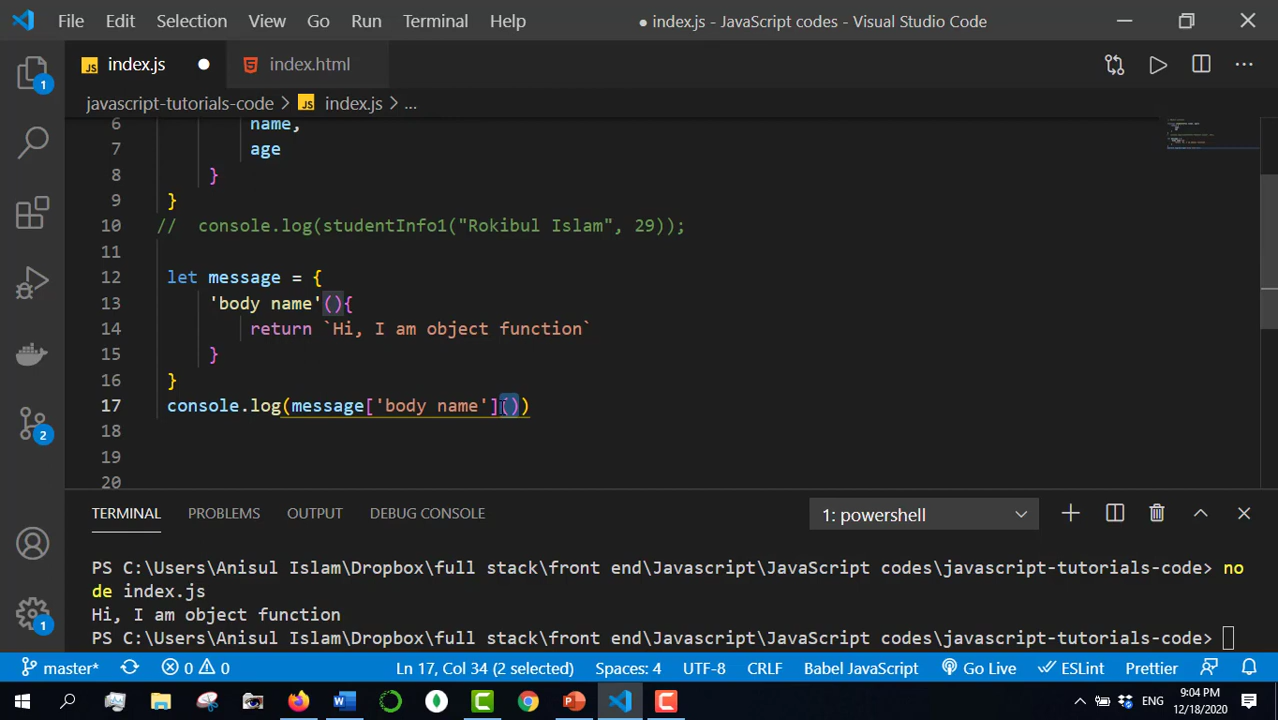 File Edit Selection View Go Run Terminal Help ● index.js - JavaScript codes - Visual Studio Code
JS index.js ● index.html
javascript-tutorials-code > JS index.js > ...
6 name,
7 age
8 }
9 }
10 // console.log(studentInfo1("Rokibul Islam", 29));
11
12 let message = {
13 'body name'(){
14 return `Hi, I am object function`
15 }
16 }
17 console.log(message['body name']())
18
19
20
TERMINAL PROBLEMS OUTPUT DEBUG CONSOLE 1: powershell
PS C:\Users\Anisul Islam\Dropbox\full stack\front end\Javascript\JavaScript codes\javascript-tutorials-code> no
de index.js
Hi, I am object function
PS C:\Users\Anisul Islam\Dropbox\full stack\front end\Javascript\JavaScript codes\javascript-tutorials-code>
master* 0 0 Ln 17, Col 34 (2 selected) Spaces: 4 UTF-8 CRLF Babel JavaScript Go Live ESLint Prettier
1
2
1
ENG 9:04 PM
12/18/2020